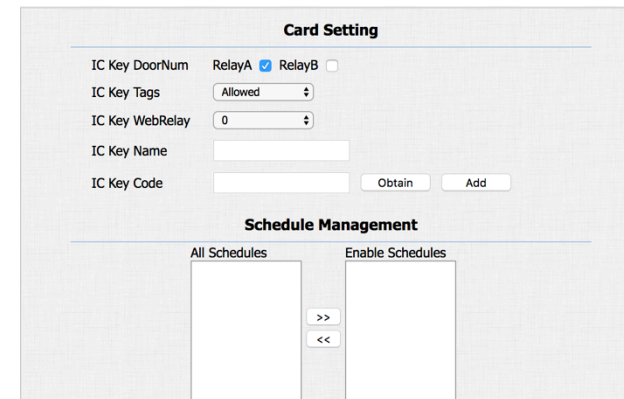 Card Setting
IC Key DoorNum RelayA RelayB
IC Key Tags Allowed
IC Key WebRelay 0
IC Key Name
IC Key Code Obtain Add
Schedule Management
All Schedules Enable Schedules
>>
<<